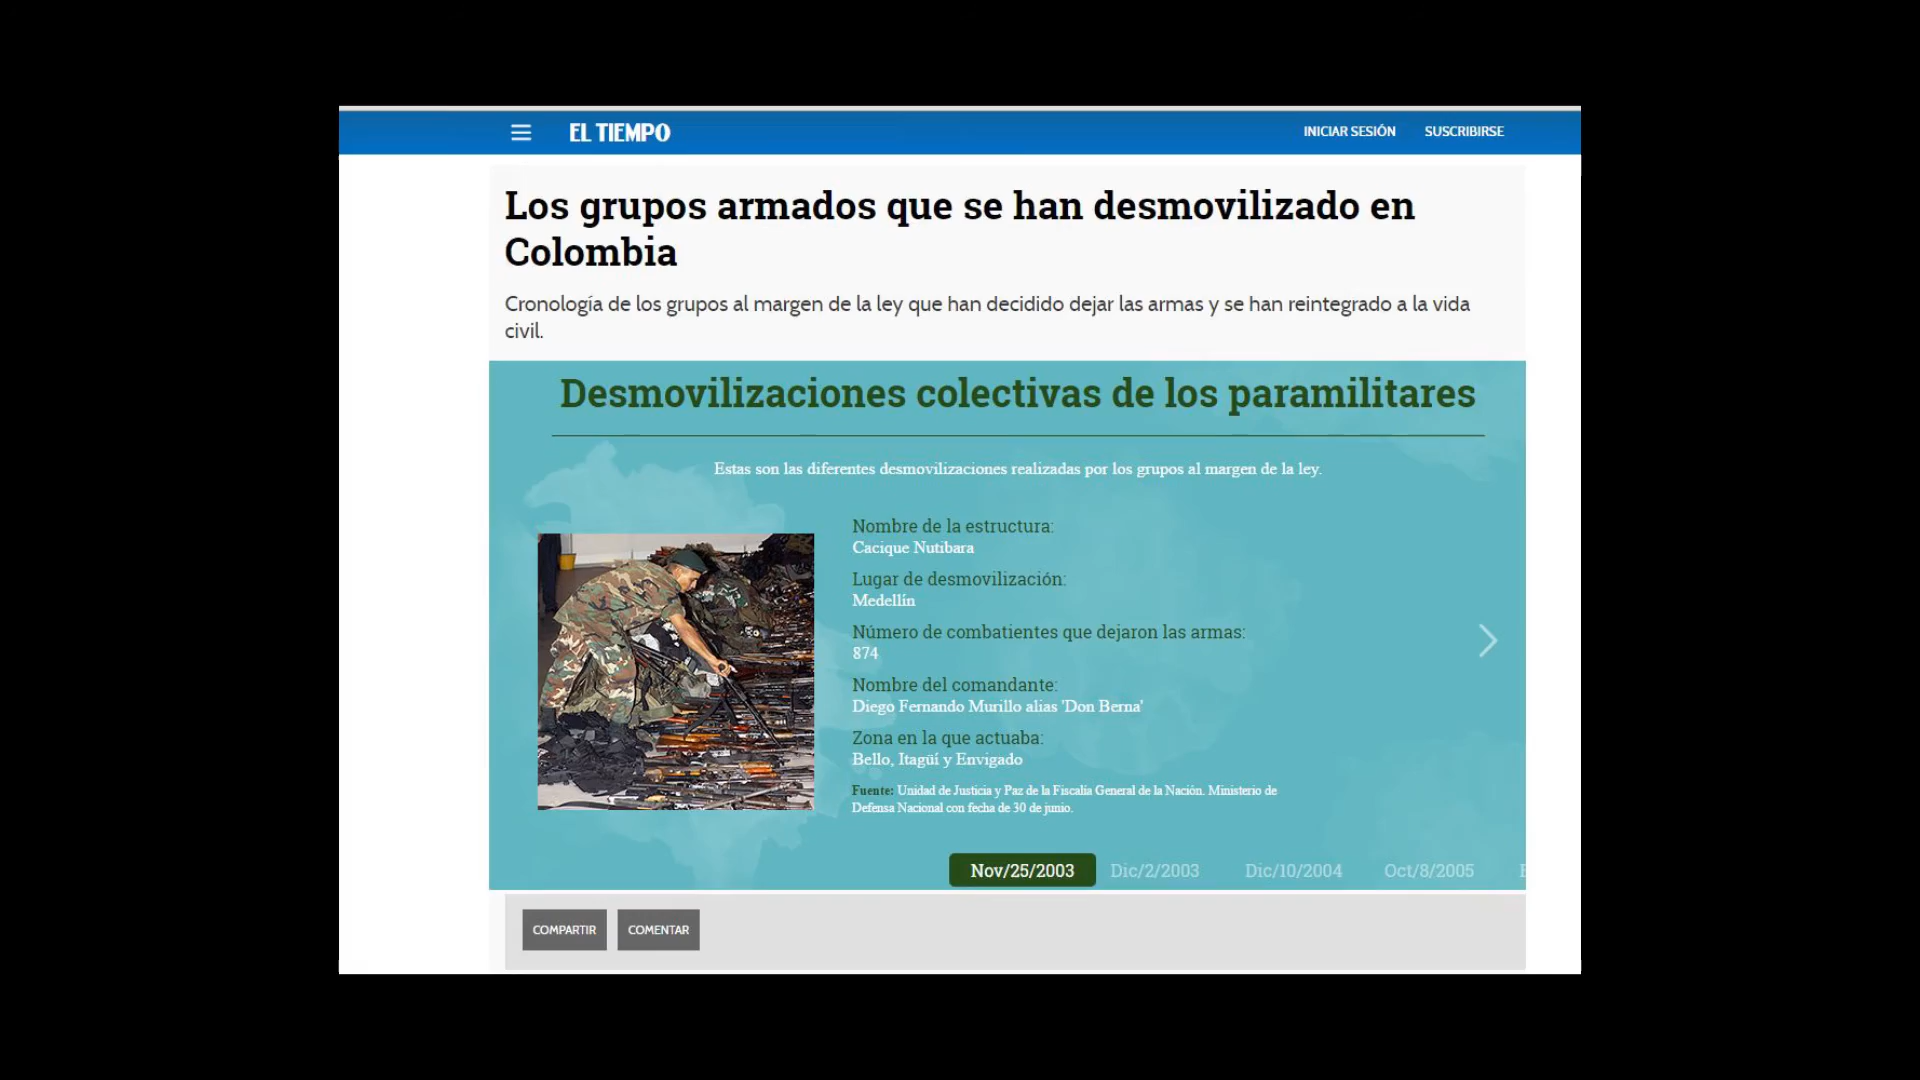 EL TIEMPO
INICIAR SESIÓN
SUSCRIBIRSE
Los grupos armados que se han desmovilizado en
Colombia
Cronología de los grupos al margen de la ley que han decidido dejar las armas y se han reintegrado a la vida
civil.
Desmovilizaciones colectivas de los paramilitares
Estas son las diferentes desmovilizaciones realizadas por los grupos al margen de la ley.
Nombre de la estructura:
Cacique Nutibara
Lugar de desmovilización:
Medellín
Número de combatientes que dejaron las armas:
874
Nombre del comandante:
Diego Fernando Murillo alias 'Don Berna'
Zona en la que actuaba:
Bello, Itagüí y Envigado
Fuente: Unidad de Justicia y Paz de la Fiscalía General de la Nación. Ministerio de
Defensa Nacional con fecha de 30 de junio.
Nov/25/2003
Dic/2/2003
Dic/10/2004
Oct/8/2005
COMPARTIR
COMENTAR